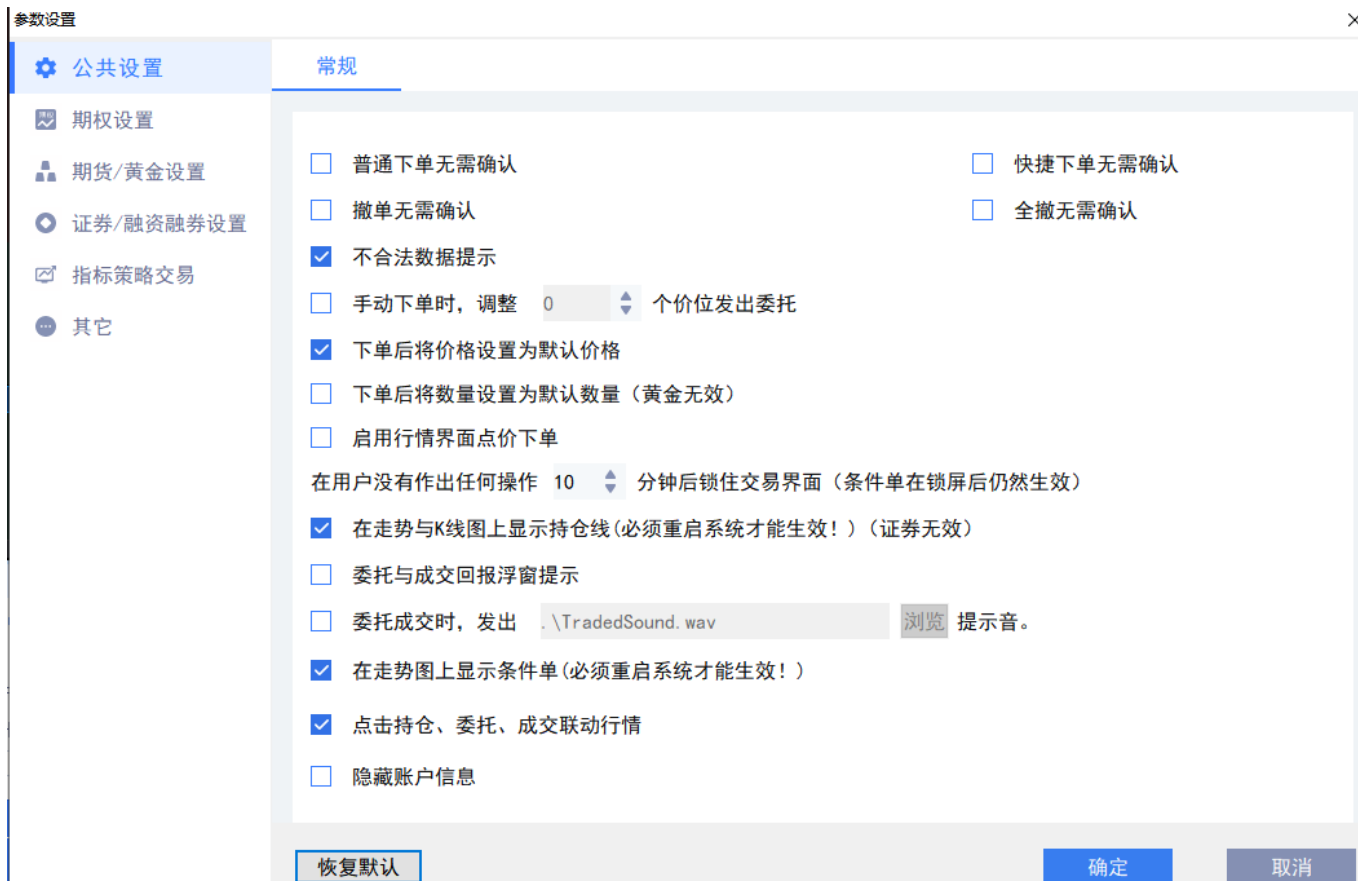 参数设置
公共设置
期权设置
期货/黄金设置
证券/融资融券设置
指标策略交易
其它
常规
普通下单无需确认 快捷下单无需确认
撤单无需确认 全撤无需确认
不合法数据提示
手动下单时，调整 0 个价位发出委托
下单后将价格设置为默认价格
下单后将数量设置为默认数量（黄金无效）
启用行情界面点价下单
在用户没有作出任何操作 10 分钟后锁住交易界面（条件单在锁屏后仍然生效）
在走势与K线图上显示持仓线(必须重启系统才能生效！)（证券无效）
委托与成交回报浮窗提示
委托成交时，发出 .\TradedSound.wav 浏览 提示音。
在走势图上显示条件单(必须重启系统才能生效！)
点击持仓、委托、成交联动行情
隐藏账户信息
恢复默认 确定 取消